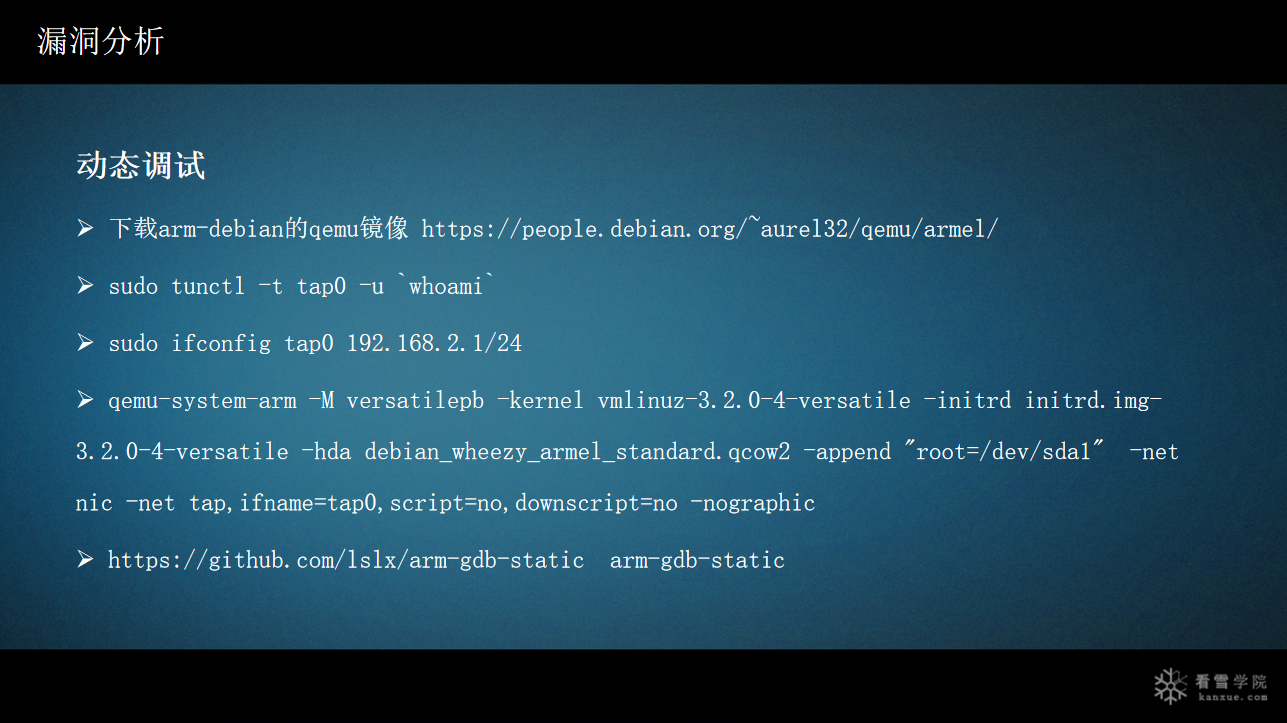 漏洞分析
动态调试
➢ 下载arm-debian的qemu镜像 https://people.debian.org/~aurel32/qemu/armel/
➢ sudo tunctl -t tap0 -u `whoami`
➢ sudo ifconfig tap0 192.168.2.1/24
➢ qemu-system-arm -M versatilepb -kernel vmlinuz-3.2.0-4-versatile -initrd initrd.img-
3.2.0-4-versatile -hda debian_wheezy_armel_standard.qcow2 -append "root=/dev/sda1" -net
nic -net tap,ifname=tap0,script=no,downscript=no -nographic
➢ https://github.com/lslx/arm-gdb-static arm-gdb-static
看雪学院
kanxue.com